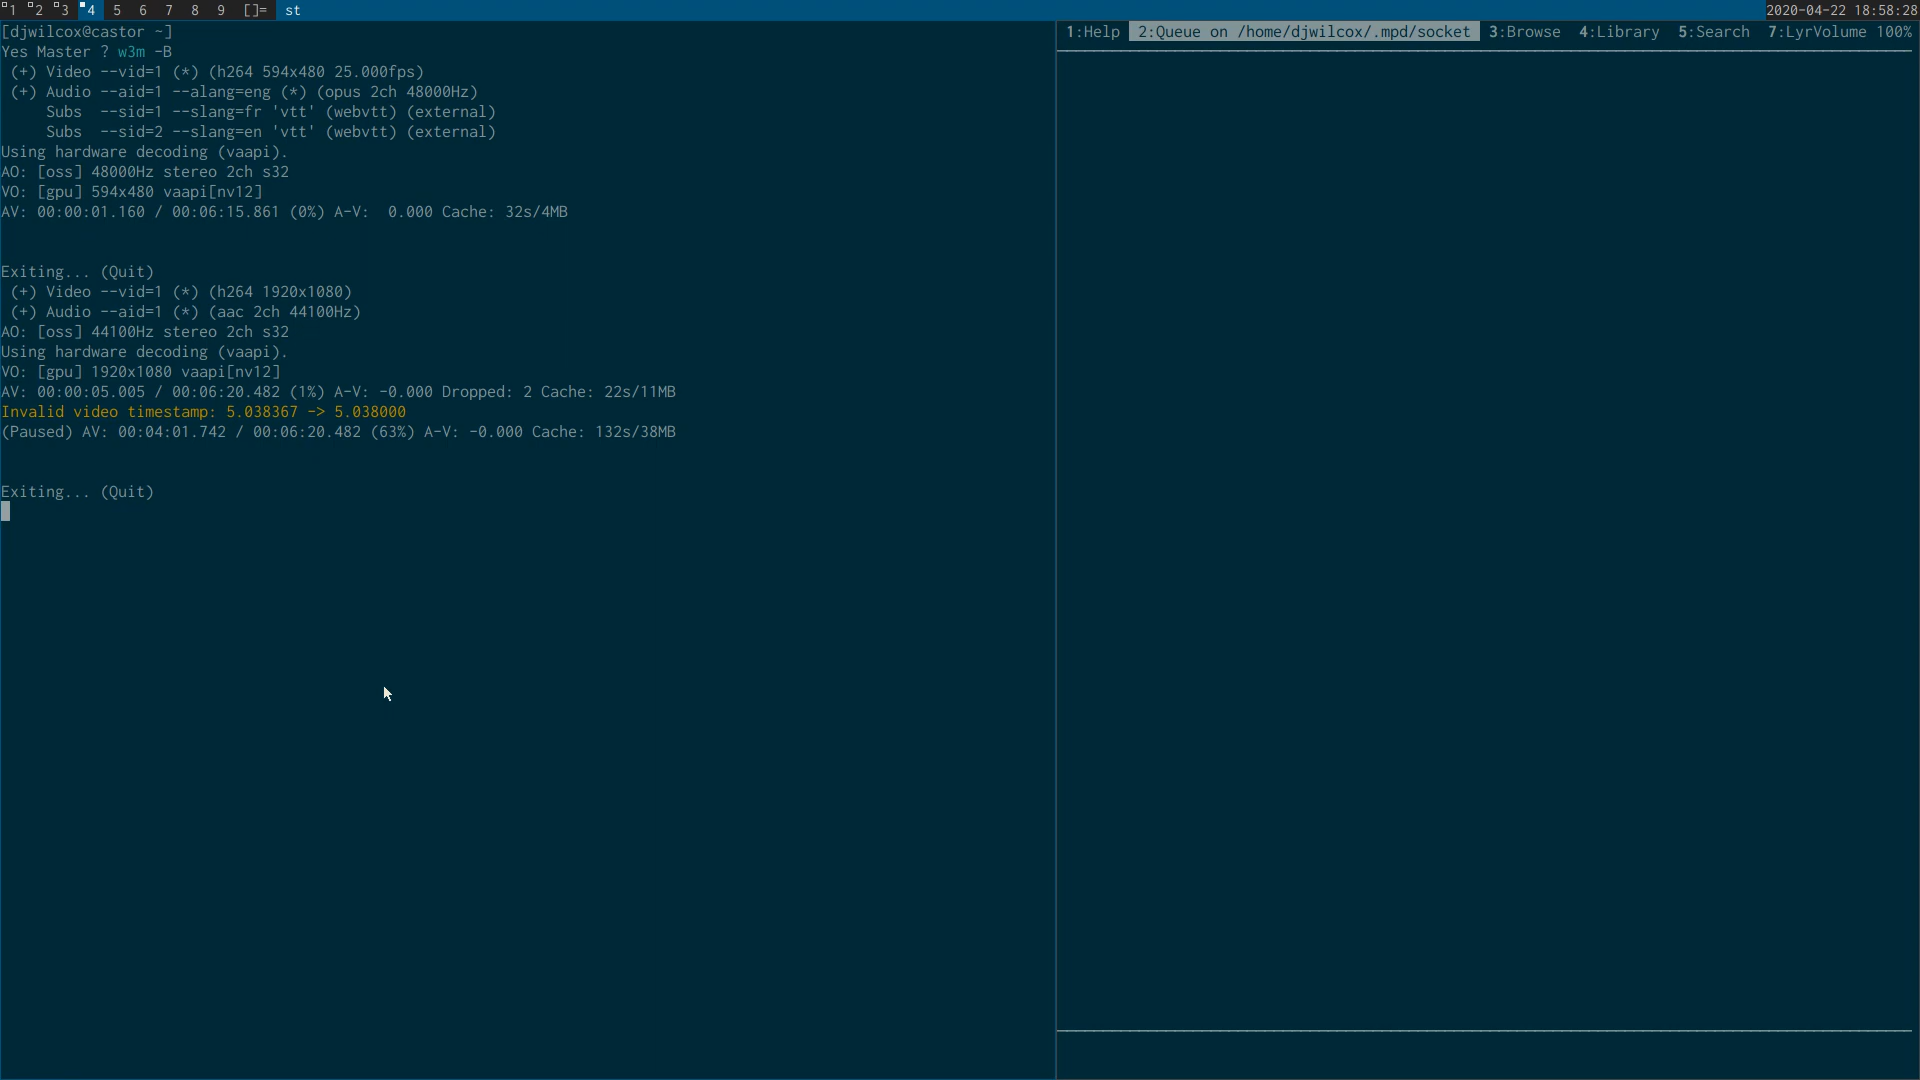 1 2 3 4 5 6 7 8 9 []= st 2020-04-22 18:58:28
[djwilcox@castor ~]
Yes Master ? w3m -B
(+) Video --vid=1 (*) (h264 594x480 25.000fps)
(+) Audio --aid=1 --alang=eng (*) (opus 2ch 48000Hz)
Subs --sid=1 --slang=fr 'vtt' (webvtt) (external)
Subs --sid=2 --slang=en 'vtt' (webvtt) (external)
Using hardware decoding (vaapi).
AO: [oss] 48000Hz stereo 2ch s32
VO: [gpu] 594x480 vaapi[nv12]
AV: 00:00:01.160 / 00:06:15.861 (0%) A-V: 0.000 Cache: 32s/4MB
Exiting... (Quit)
(+) Video --vid=1 (*) (h264 1920x1080)
(+) Audio --aid=1 (*) (aac 2ch 44100Hz)
AO: [oss] 44100Hz stereo 2ch s32
Using hardware decoding (vaapi).
VO: [gpu] 1920x1080 vaapi[nv12]
AV: 00:00:05.005 / 00:06:20.482 (1%) A-V: -0.000 Dropped: 2 Cache: 22s/11MB
Invalid video timestamp: 5.038367 -> 5.038000
(Paused) AV: 00:04:01.742 / 00:06:20.482 (63%) A-V: -0.000 Cache: 132s/38MB
Exiting... (Quit)
1:Help 2:Queue on /home/djwilcox/.mpd/socket 3:Browse 4:Library 5:Search 7:LyrVolume 100%